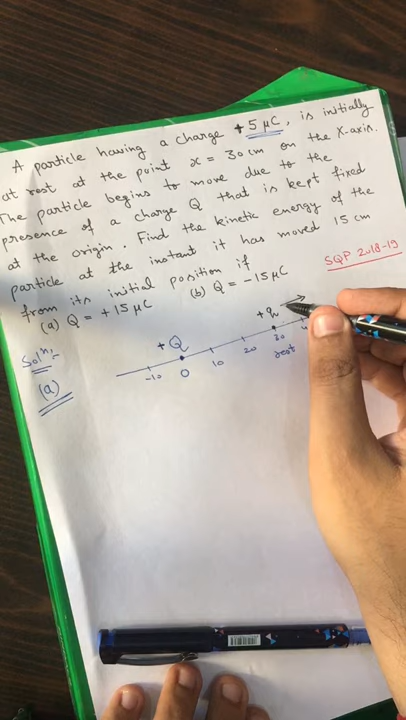 A particle having a charge +5 μC, is initially
at rest at the point x = 30 cm on the X-axis.
The particle begins to move due to the
presence of a charge Q that is kept fixed
at the origin. Find the kinetic energy of the
particle at the instant it has moved 15 cm
from its initial position if
(a) Q = +15 μC (b) Q = -15 μC
SQP 2018-19
Solⁿ:
(a)
+Q +q
-10 0 10 20 30
rest